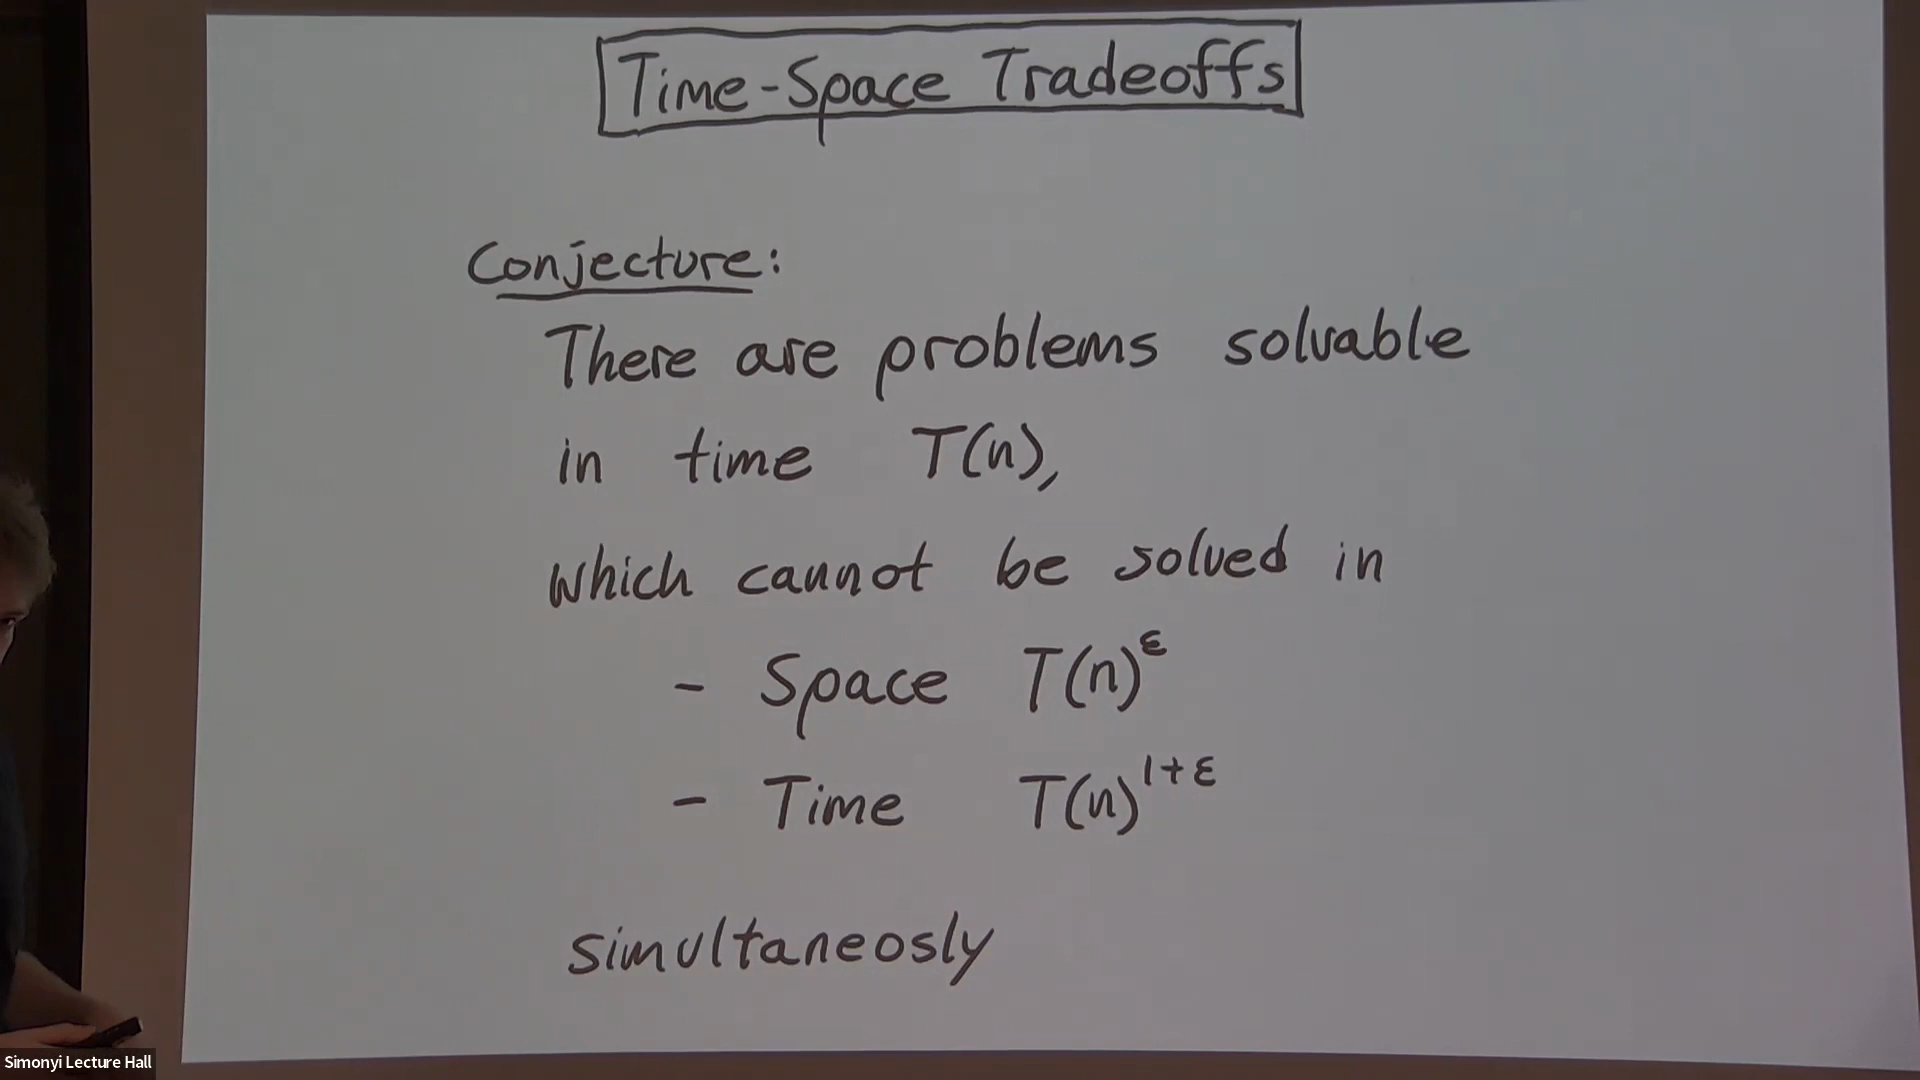 Time-Space Tradeoffs
Conjecture:
There are problems solvable
in time T(n),
which cannot be solved in
- Space T(n)^ε
- Time T(n)^1+ε
simultaneosly
Simonyi Lecture Hall